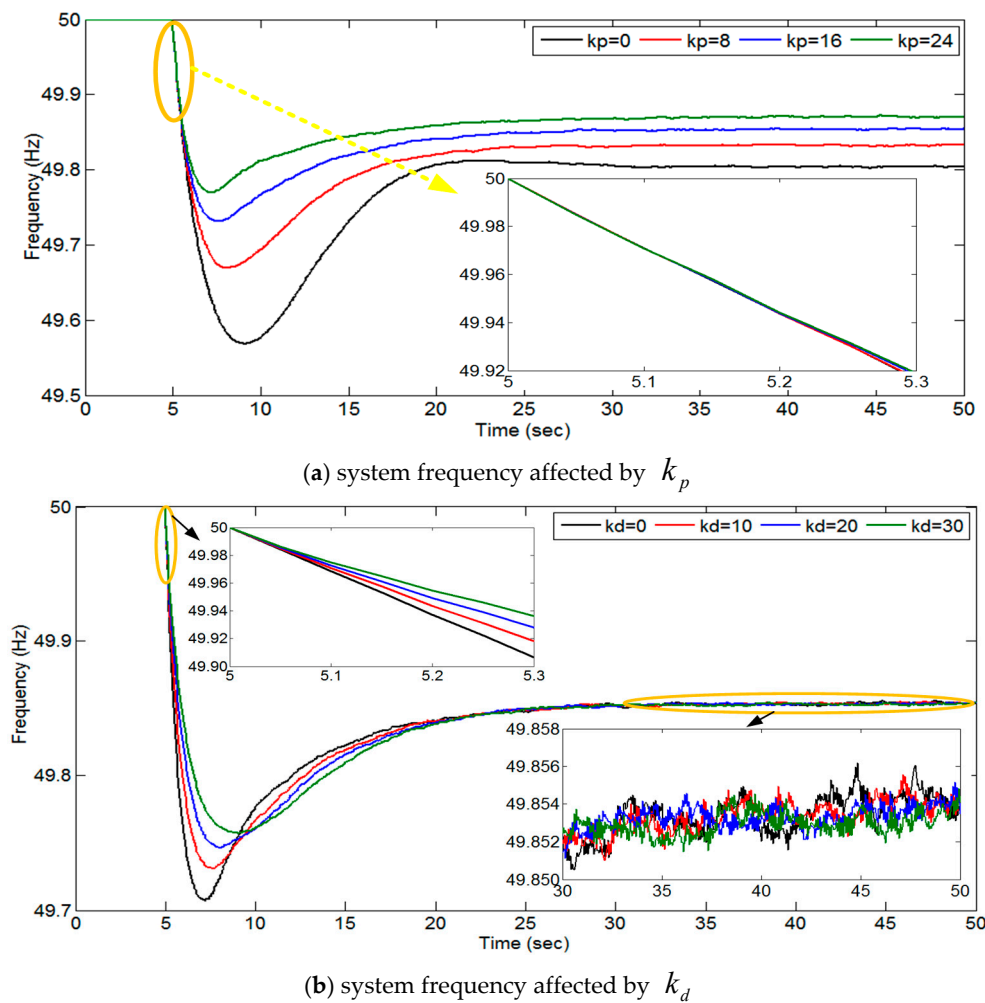 50
49.9
49.8
49.7
49.6
49.5
Frequency (Hz)
kp=0 kp=8 kp=16 kp=24
50
49.98
49.96
49.94
49.92
5 5.1 5.2 5.3
0 5 10 15 20 25 30 35 40 45 50
Time (sec)
(a) system frequency affected by k_p
50
49.9
49.8
49.7
Frequency (Hz)
kd=0 kd=10 kd=20 kd=30
50
49.98
49.96
49.94
49.92
49.90
5 5.1 5.2 5.3
49.858
49.856
49.854
49.852
49.850
30 35 40 45 50
0 5 10 15 20 25 30 35 40 45 50
Time (sec)
(b) system frequency affected by k_d